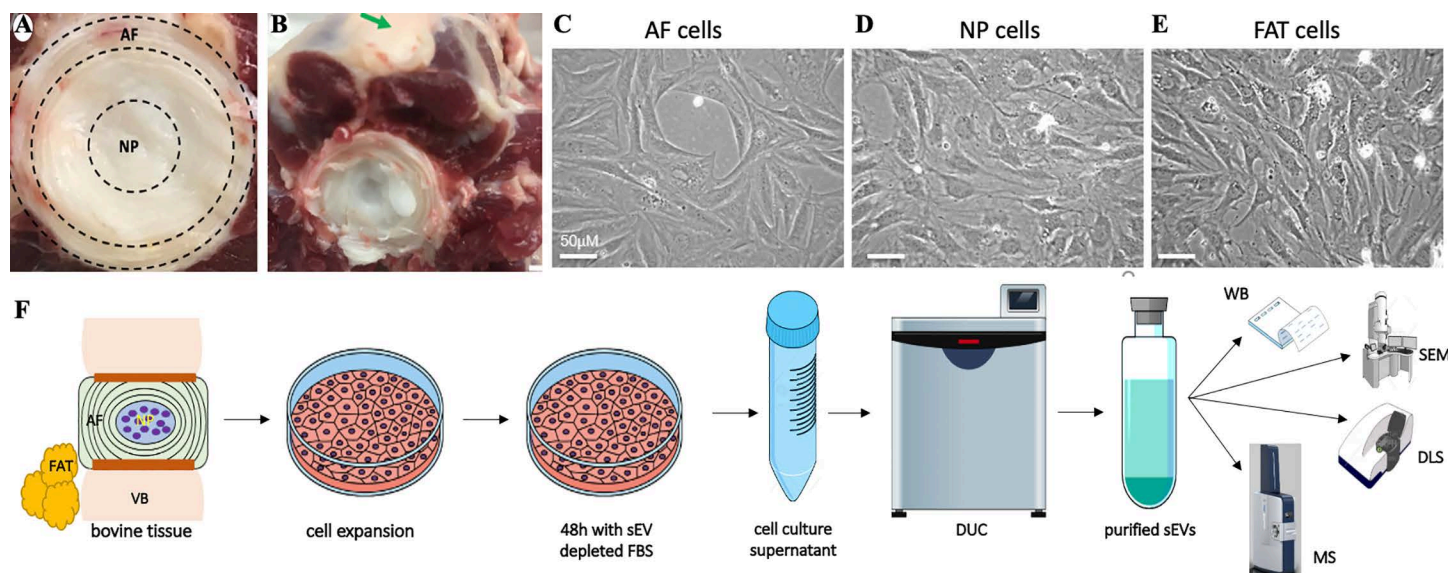 A
AF
NP
B
C
AF cells
50µM
D
NP cells
E
FAT cells
F
AF
NP
FAT
VB
bovine tissue
cell expansion
48h with sEV
depleted FBS
cell culture
supernatant
DUC
purified sEVs
WB
SEM
DLS
MS